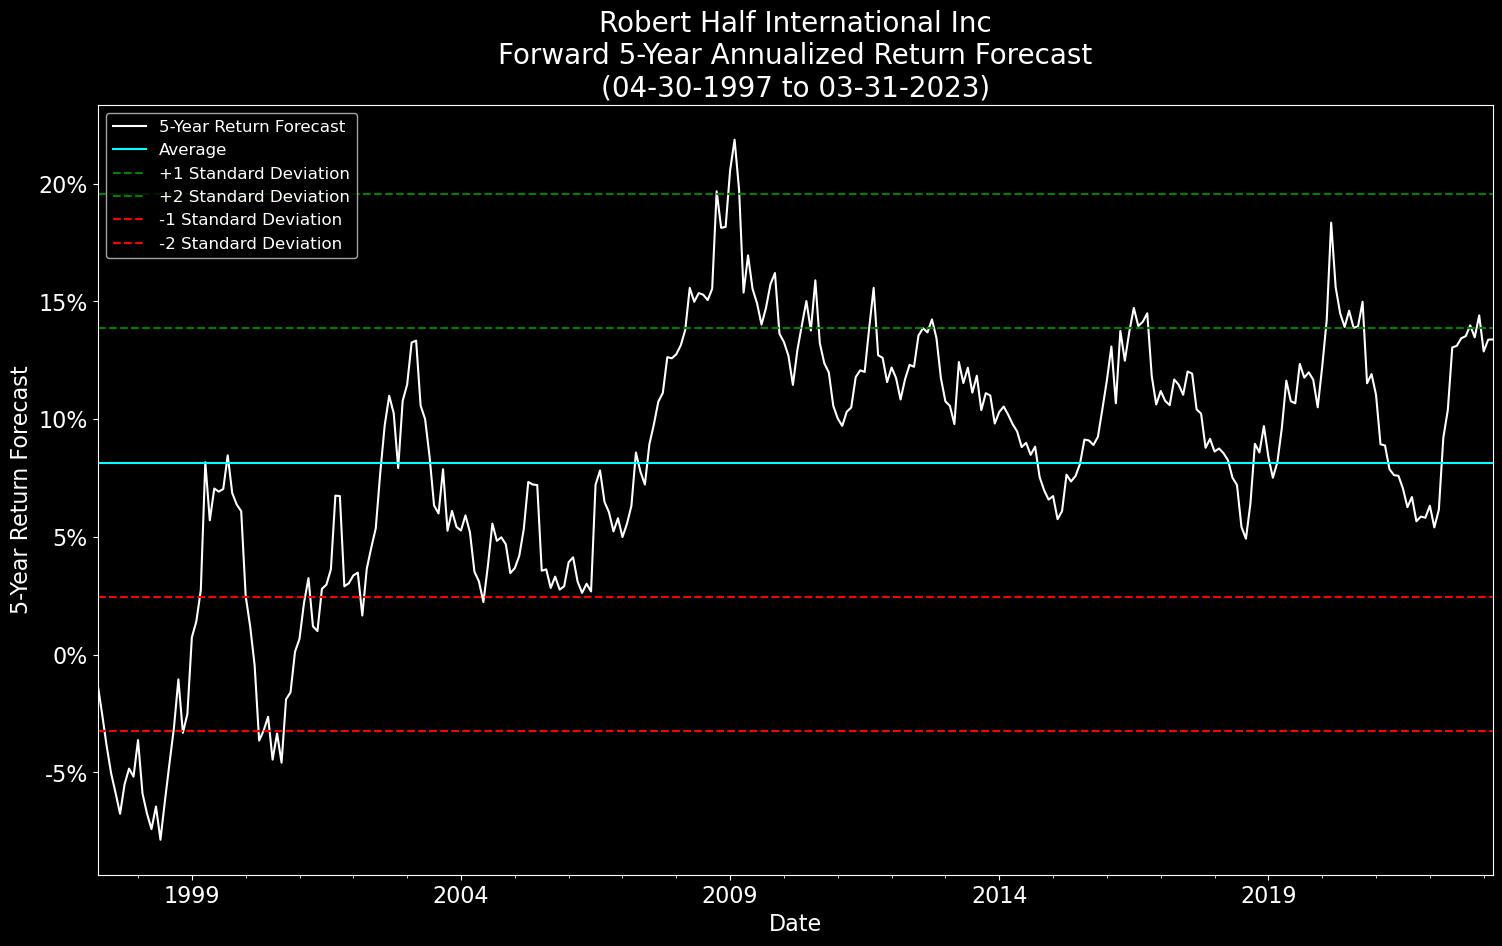 Robert Half International Inc
Forward 5-Year Annualized Return Forecast
(04-30-1997 to 03-31-2023)
5-Year Return Forecast
Average
+1 Standard Deviation
+2 Standard Deviation
-1 Standard Deviation
-2 Standard Deviation
20%
15%
10%
5%
0%
-5%
5-Year Return Forecast
1999
2004
2009
2014
2019
Date